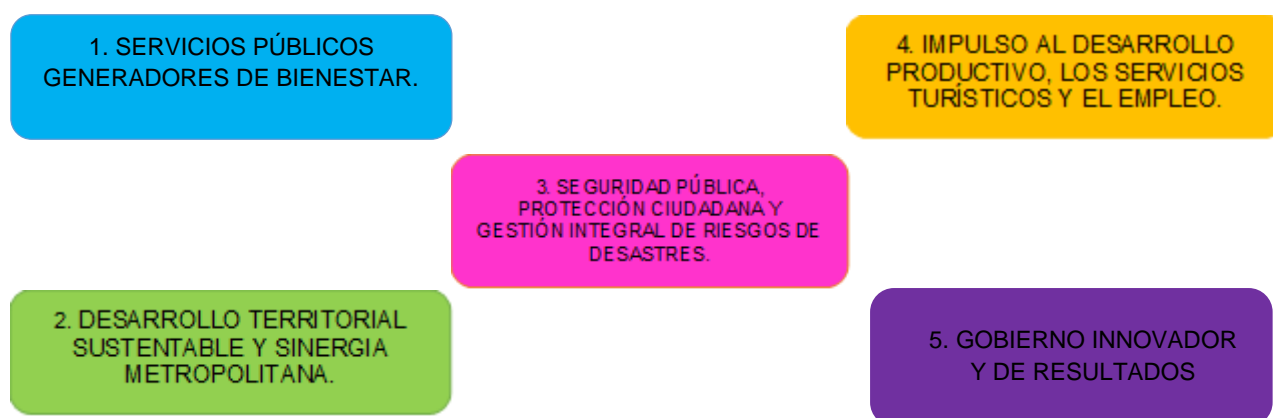 1. SERVICIOS PÚBLICOS
GENERADORES DE BIENESTAR.
2. DESARROLLO TERRITORIAL
SUSTENTABLE Y SINERGIA
METROPOLITANA.
3. SEGURIDAD PÚBLICA,
PROTECCIÓN CIUDADANA Y
GESTIÓN INTEGRAL DE RIESGOS DE
DESASTRES.
4. IMPULSO AL DESARROLLO
PRODUCTIVO, LOS SERVICIOS
TURÍSTICOS Y EL EMPLEO.
5. GOBIERNO INNOVADOR
Y DE RESULTADOS